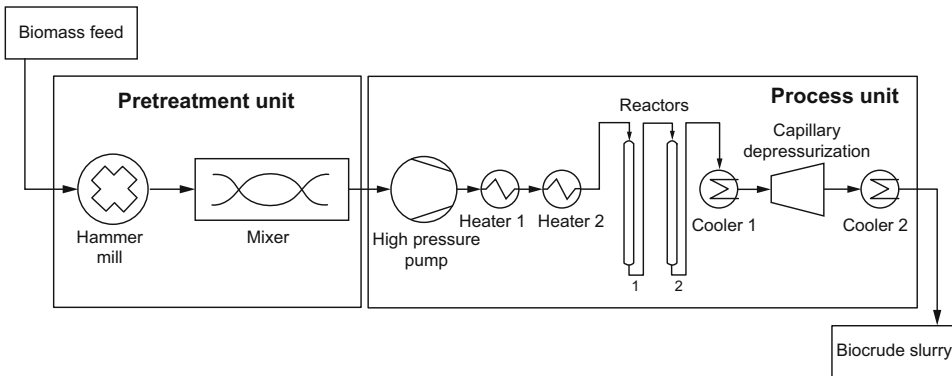 Biomass feed
Pretreatment unit
Process unit
Reactors
Capillary
depressurization
Hammer
mill
Mixer
High pressure
pump
Heater 1
Heater 2
1
2
Cooler 1
Cooler 2
Biocrude slurry